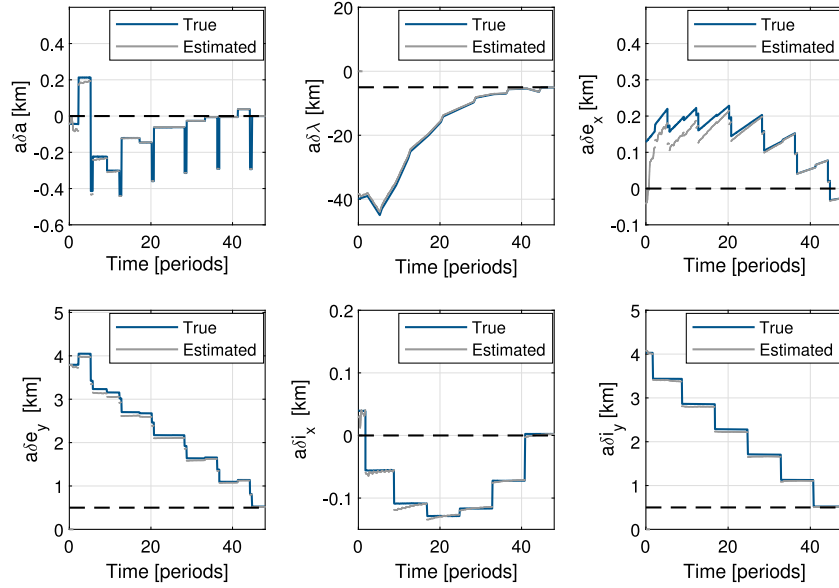 0.6
0.4
0.2
0
-0.2
-0.4
-0.6
aδa [km]
0 20 40
Time [periods]
True
Estimated
20
0
-20
-40
aδλ [km]
0 20 40
Time [periods]
True
Estimated
0.5
0.4
0.3
0.2
0.1
0
-0.1
aδe_x [km]
0 20 40
Time [periods]
True
Estimated
5
4
3
2
1
0
aδe_y [km]
0 20 40
Time [periods]
True
Estimated
0.2
0.1
0
-0.1
aδi_x [km]
0 20 40
Time [periods]
True
Estimated
5
4
3
2
1
0
aδi_y [km]
0 20 40
Time [periods]
True
Estimated